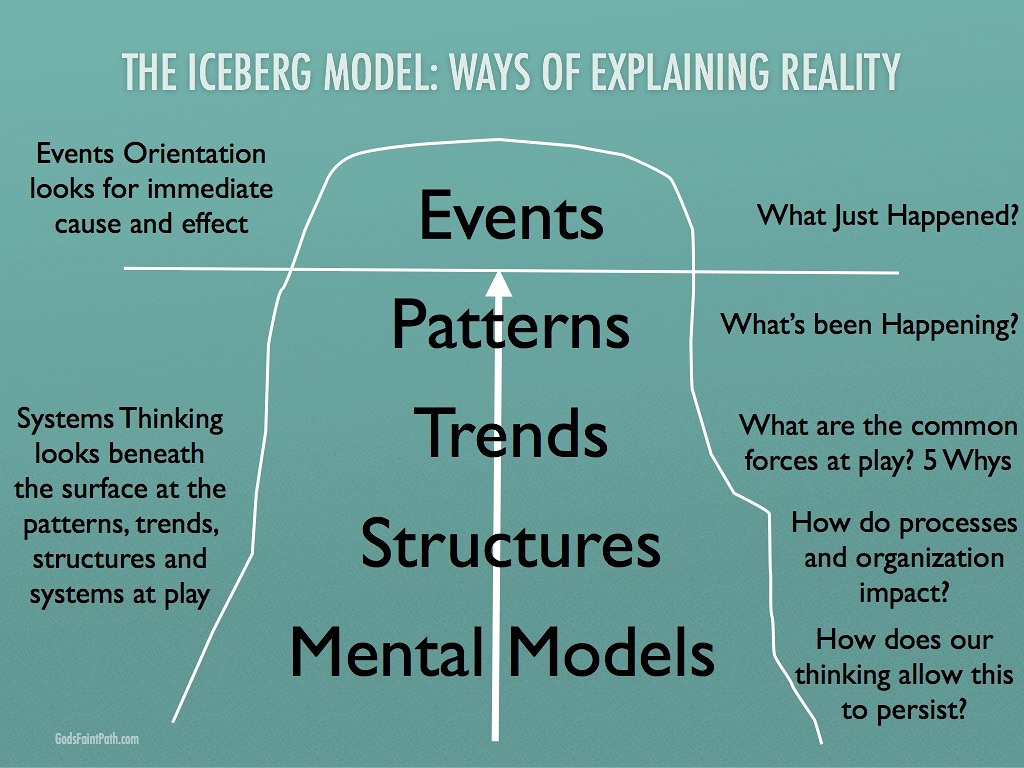 THE ICEBERG MODEL: WAYS OF EXPLAINING REALITY
Events Orientation
looks for immediate
cause and effect
Events
What Just Happened?
Patterns
What's been Happening?
Systems Thinking
looks beneath
the surface at the
patterns, trends,
structures and
systems at play
Trends
What are the common
forces at play? 5 Whys
Structures
How do processes
and organization
impact?
Mental Models
How does our
thinking allow this
to persist?
GodsFaintPath.com